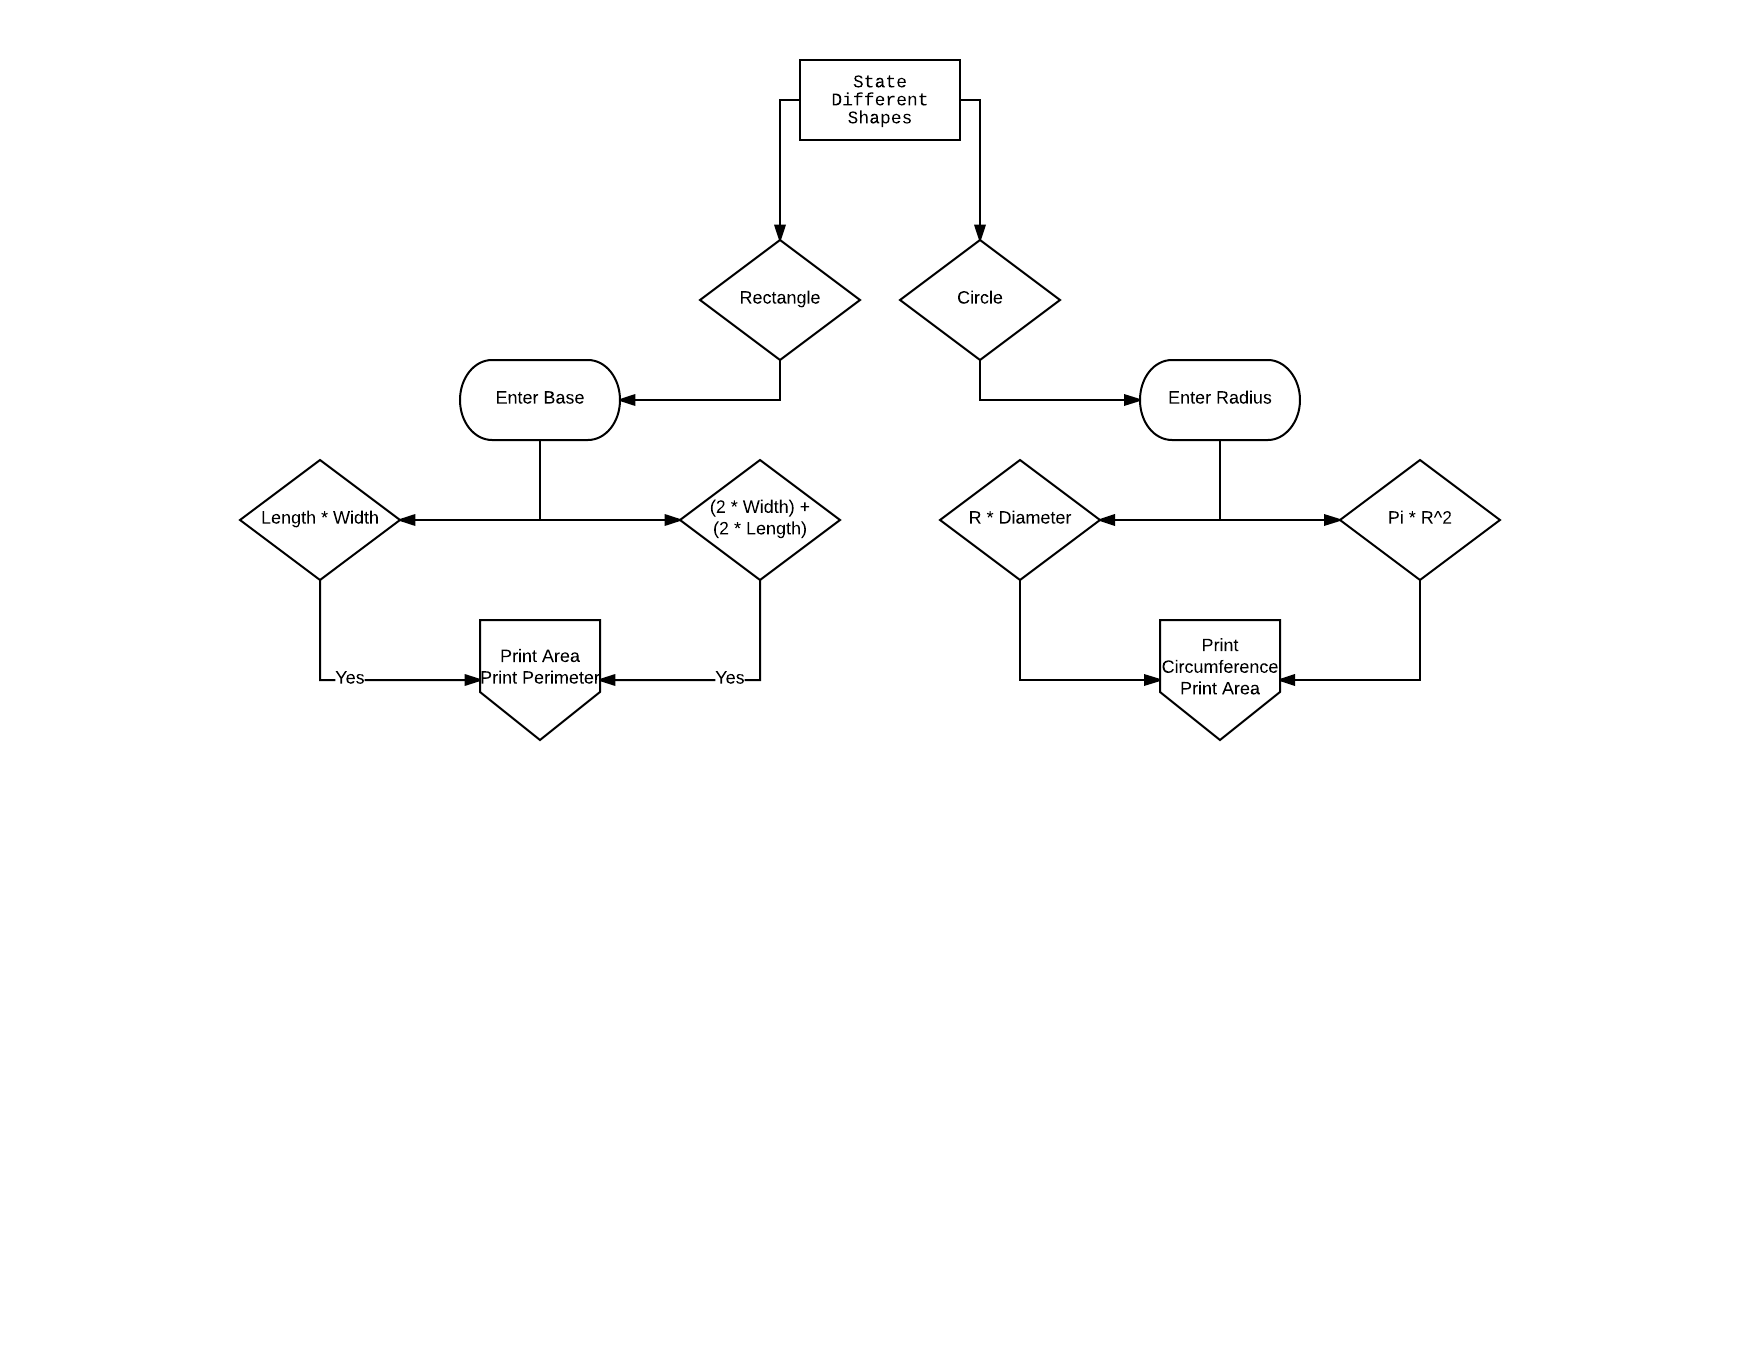 State
Different
Shapes
Rectangle
Circle
Enter Base
Enter Radius
Length * Width
(2 * Width) +
(2 * Length)
R * Diameter
Pi * R^2
Yes
Print Area
Print Perimeter
Yes
Print
Circumference
Print Area